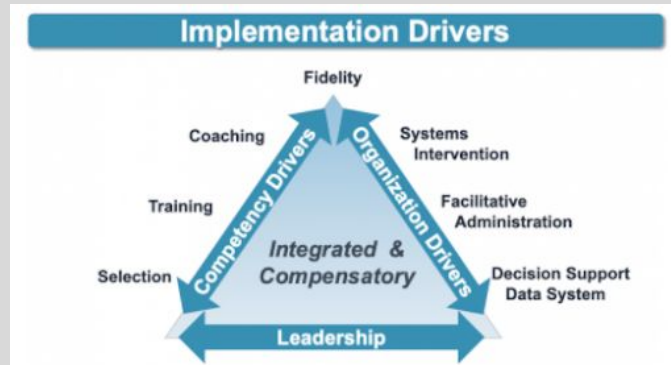 Implementation Drivers
Fidelity
Coaching
Training
Selection
Competency Drivers
Organization Drivers
Systems
Intervention
Facilitative
Administration
Decision Support
Data System
Integrated &
Compensatory
Leadership